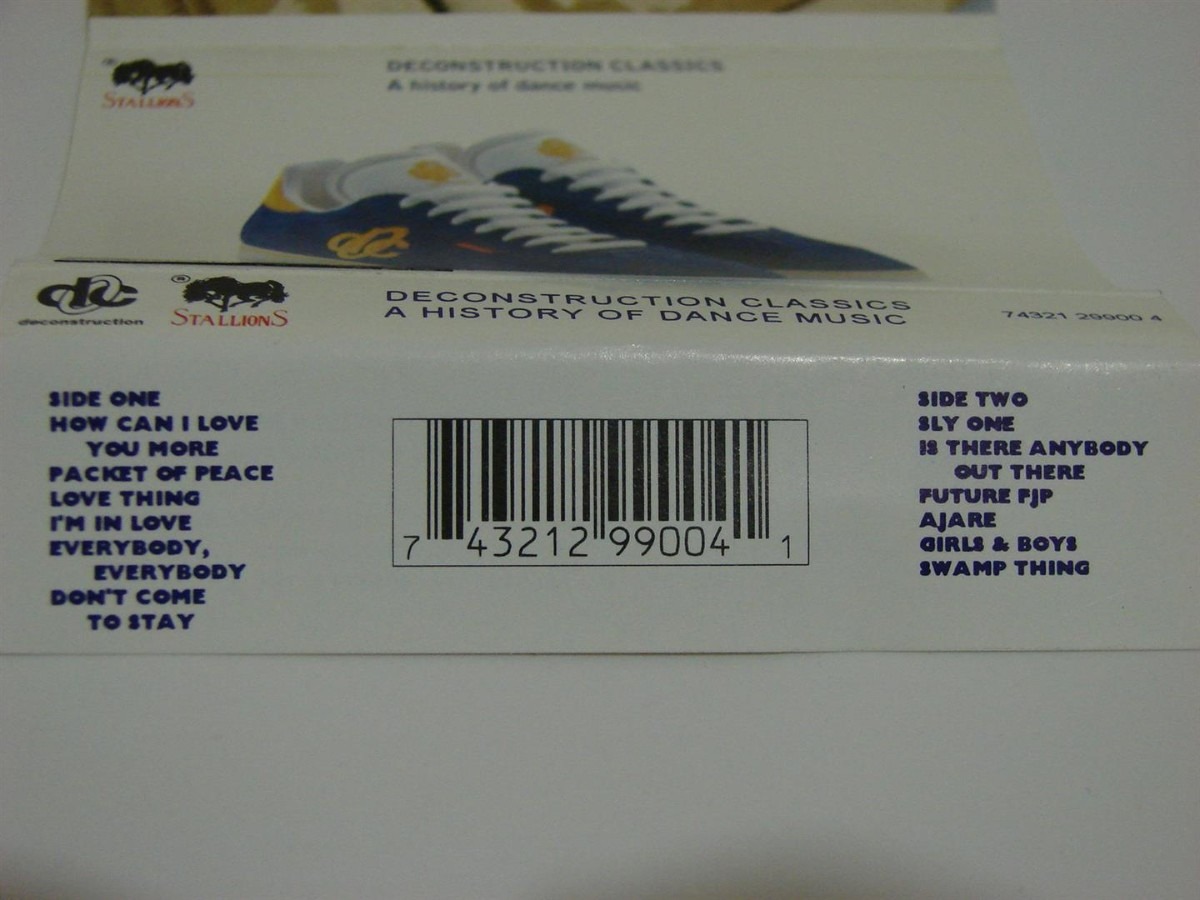 ®
STALLIONS
DECONSTRUCTION CLASSICS
A history of dance music
dc
dc
deconstruction
®
STALLIONS
DECONSTRUCTION CLASSICS
A HISTORY OF DANCE MUSIC
74321 29900 4
SIDE ONE
HOW CAN I LOVE
YOU MORE
PACKET OF PEACE
LOVE THING
I'M IN LOVE
EVERYBODY,
EVERYBODY
DON'T COME
TO STAY
7 43212 99004 1
SIDE TWO
SLY ONE
IS THERE ANYBODY
OUT THERE
FUTURE FJP
AJARE
GIRLS & BOYS
SWAMP THING